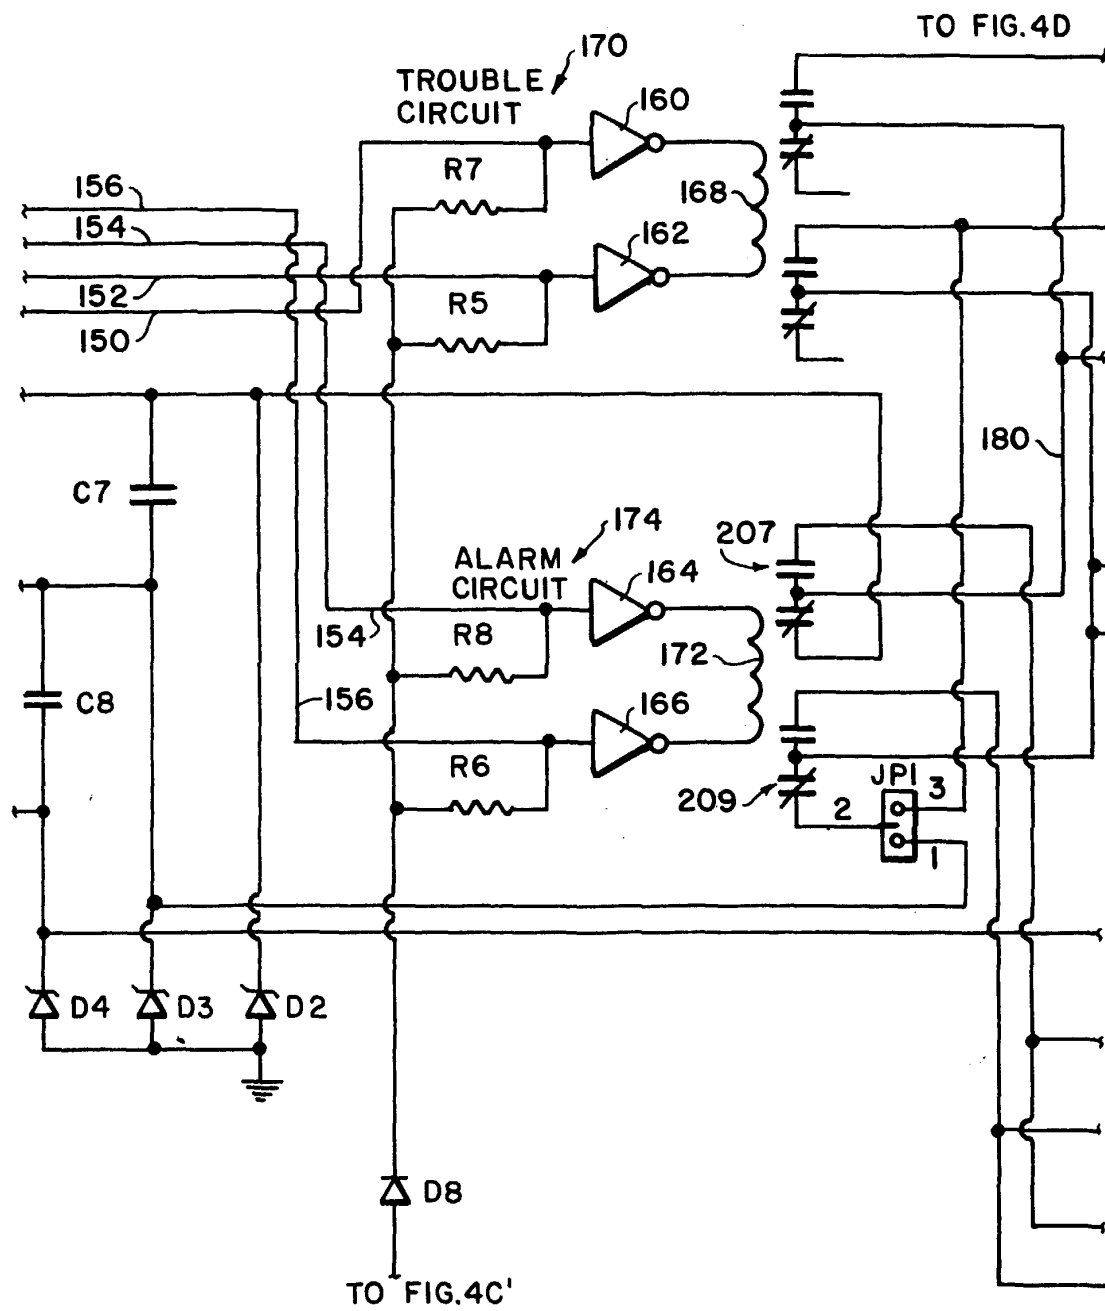 TO FIG.4D
170
TROUBLE
CIRCUIT
160
R7
156
168
154
162
152
R5
150
180
C7
174
207
ALARM
CIRCUIT
164
154
R8
172
156
166
C8
R6
209
JP1
3
2
1
D4
D3
D2
D8
TO FIG.4C'